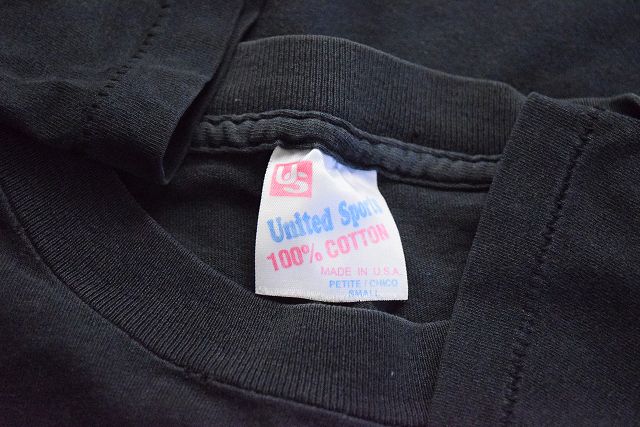 US
United Sports
100% COTTON
MADE IN U.S.A.
PETITE / CHICO
SMALL